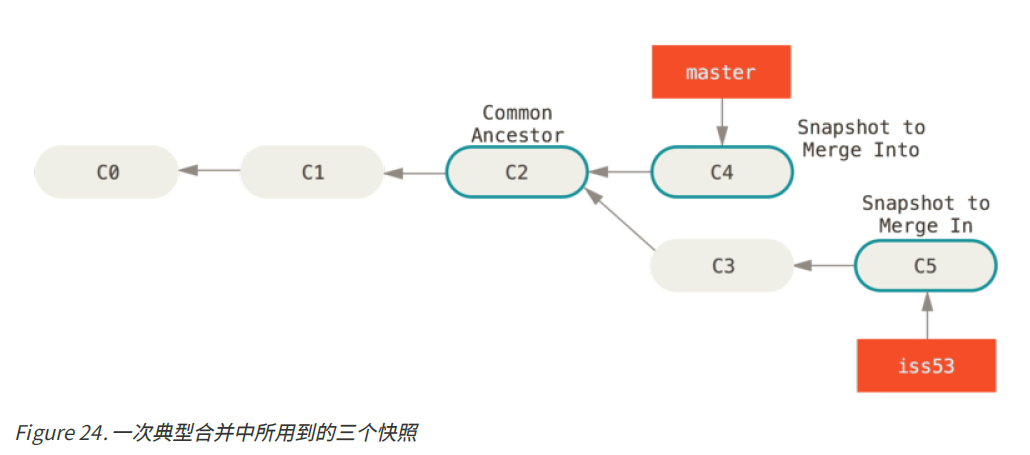 master
Common
Ancestor
Snapshot to
Merge Into
C0
C1
C2
C4
Snapshot to
Merge In
C3
C5
iss53
Figure 24. 一次典型合并中所用到的三个快照